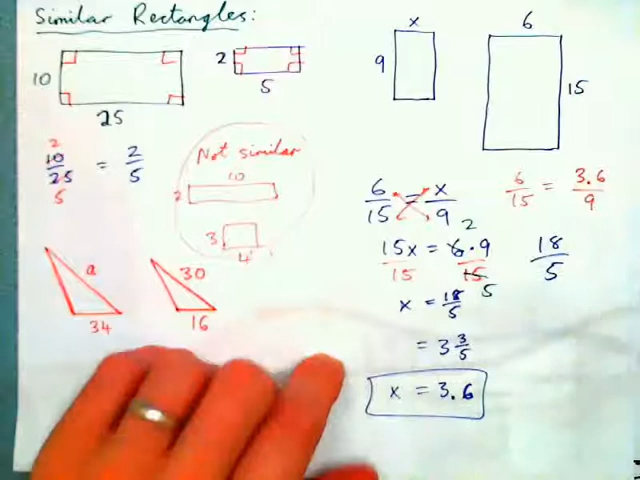 Similar Rectangles:
10
25
2
5
2
10/25 = 2/5
5
Not similar
10
2
3
4
a
34
30
16
x
9
6
15
6/15 = x/9
6/15 = 3.6/9
2
15x = 6·9
15 15
5
18/5
x = 18/5
= 3 3/5
x = 3.6